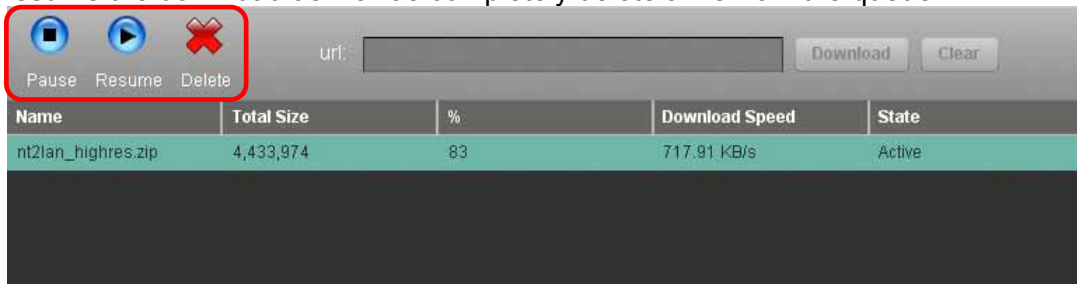 url: Download Clear
Pause Resume Delete
Name Total Size % Download Speed State
nt2lan_highres.zip 4,433,974 83 717.91 KB/s Active